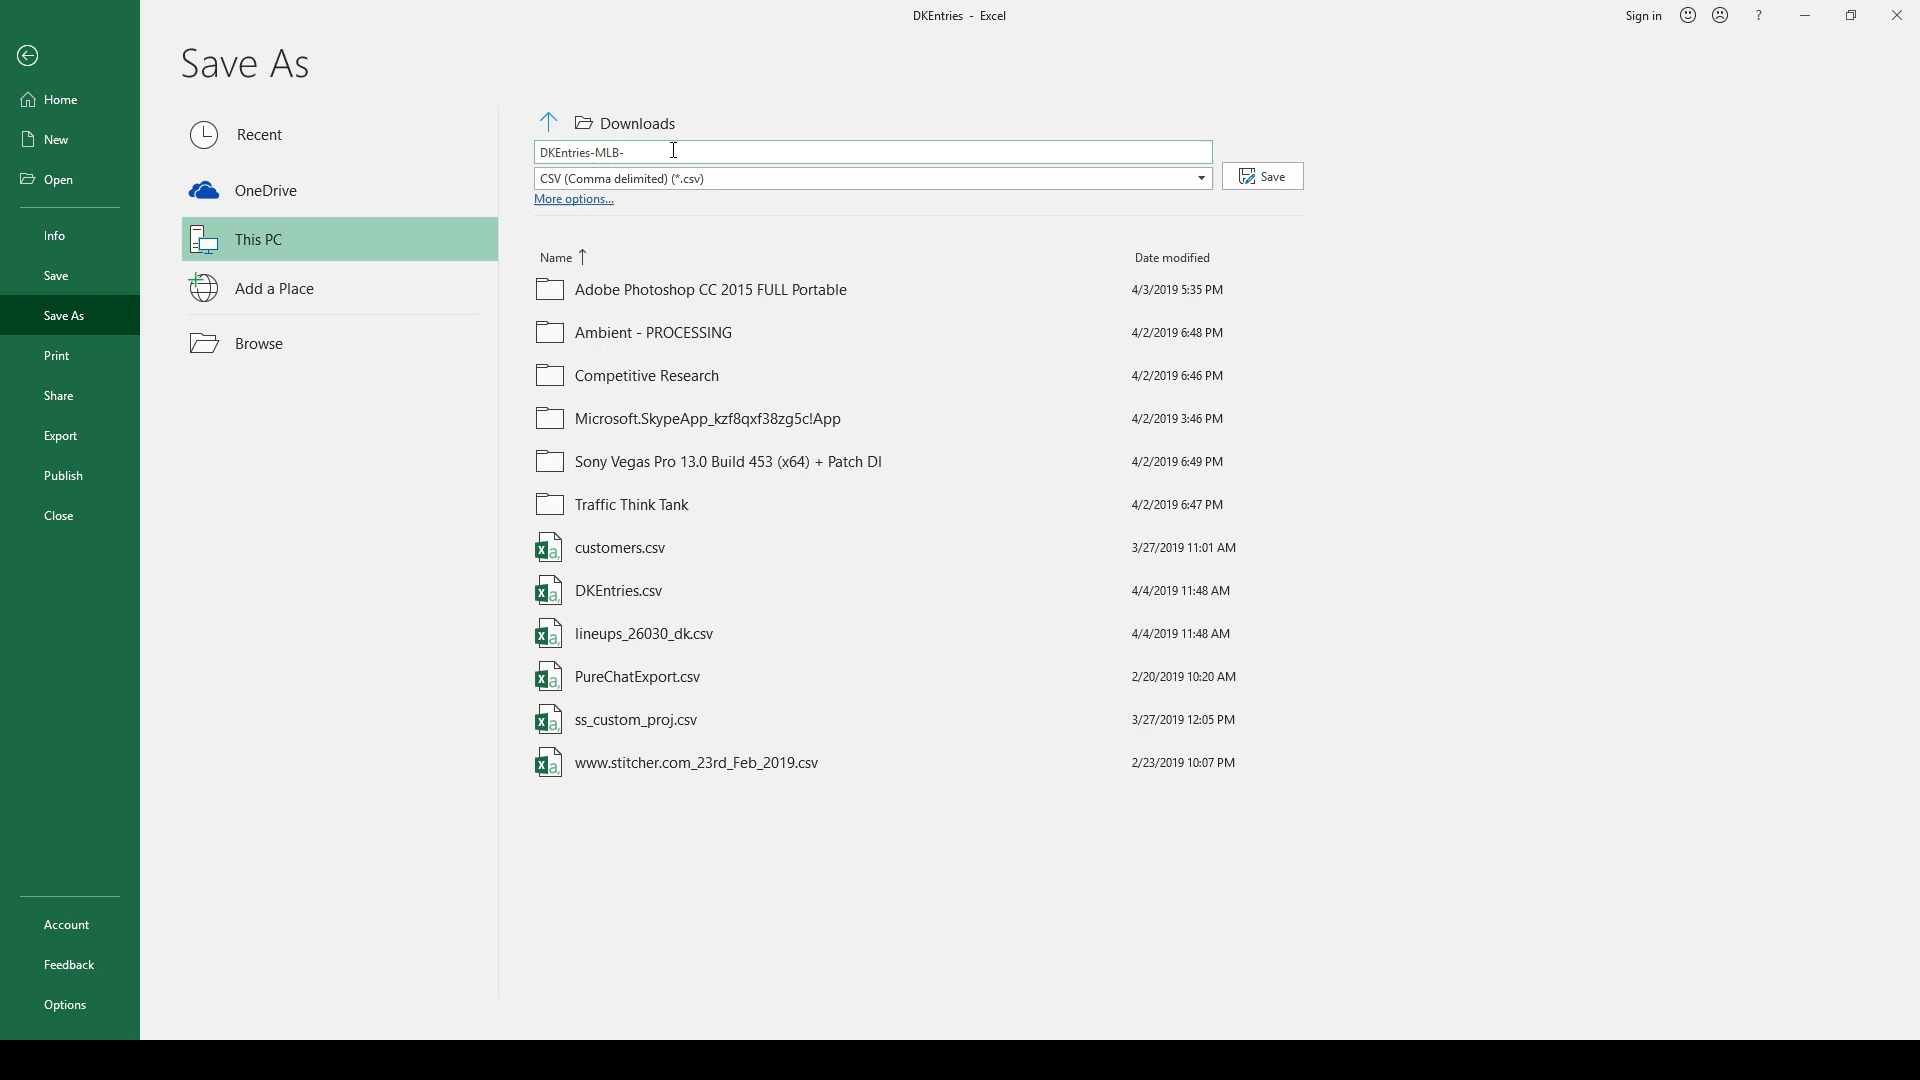 DKEntries - Excel
Sign in
?
Save As
Home
New
Open
Info
Save
Save As
Print
Share
Export
Publish
Close
Account
Feedback
Options
Recent
OneDrive
This PC
Add a Place
Browse
Downloads
DKEntries-MLB-
CSV (Comma delimited) (*.csv)
Save
More options...
Name Date modified
Adobe Photoshop CC 2015 FULL Portable 4/3/2019 5:35 PM
Ambient - PROCESSING 4/2/2019 6:48 PM
Competitive Research 4/2/2019 6:46 PM
Microsoft.SkypeApp_kzf8qxf38zg5c!App 4/2/2019 3:46 PM
Sony Vegas Pro 13.0 Build 453 (x64) + Patch DI 4/2/2019 6:49 PM
Traffic Think Tank 4/2/2019 6:47 PM
customers.csv 3/27/2019 11:01 AM
DKEntries.csv 4/4/2019 11:48 AM
lineups_26030_dk.csv 4/4/2019 11:48 AM
PureChatExport.csv 2/20/2019 10:20 AM
ss_custom_proj.csv 3/27/2019 12:05 PM
www.stitcher.com_23rd_Feb_2019.csv 2/23/2019 10:07 PM